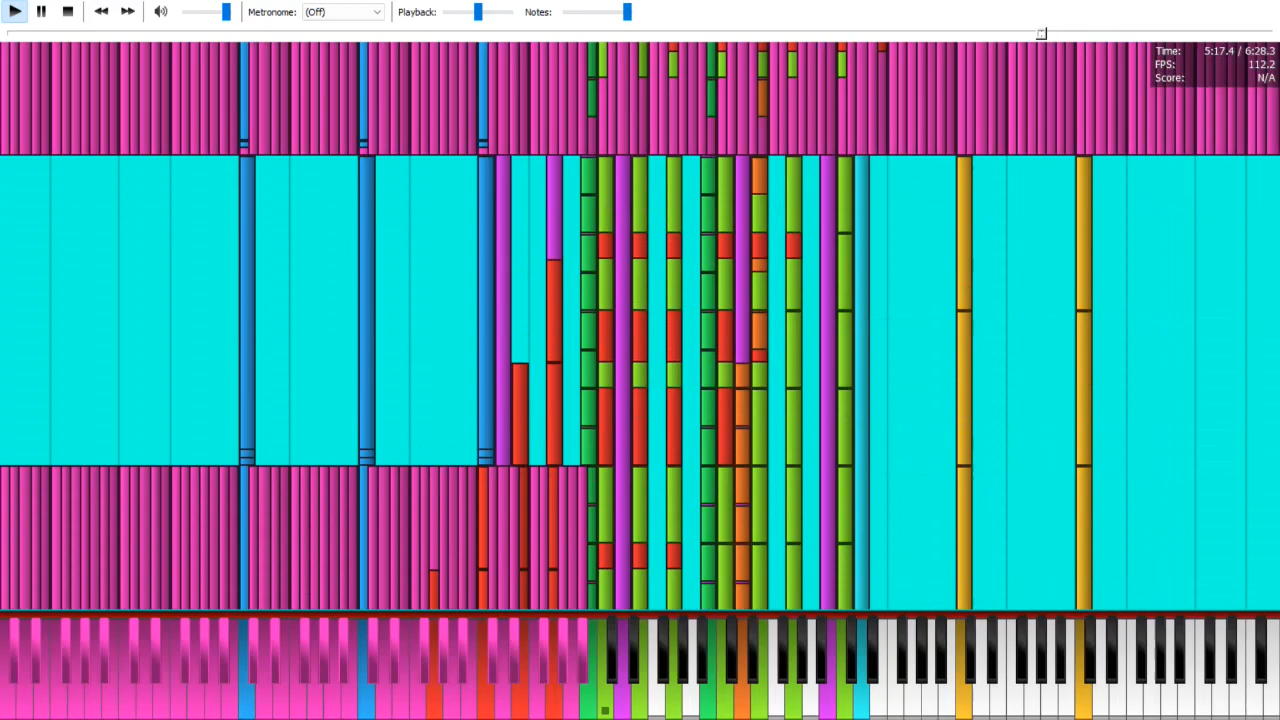 Metronome: (Off) Playback: Notes:
Time: 5:17.4 / 6:28.3
FPS: 112.2
Score: N/A